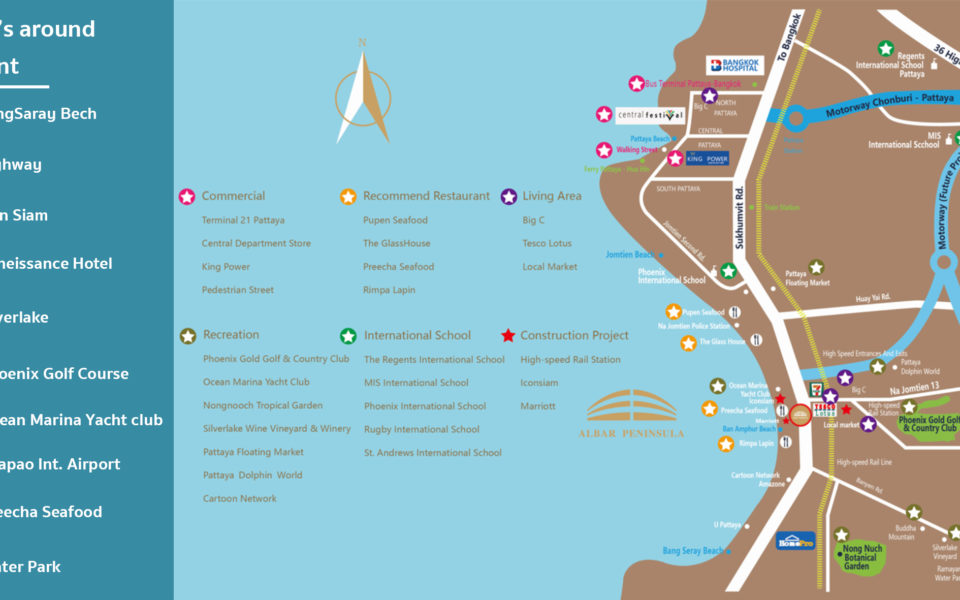 's around
nt
ngSaray Bech
ghway
n Siam
neissance Hotel
verlake
oenix Golf Course
ean Marina Yacht club
apao Int. Airport
eecha Seafood
ater Park
N
Commercial
Terminal 21 Pattaya
Central Department Store
King Power
Pedestrian Street
Recommend Restaurant
Pupen Seafood
The GlassHouse
Preecha Seafood
Rimpa Lapin
Living Area
Big C
Tesco Lotus
Local Market
Recreation
Phoenix Gold Golf & Country Club
Ocean Marina Yacht Club
Nongnooch Tropical Garden
Silverlake Wine Vineyard & Winery
Pattaya Floating Market
Pattaya Dolphin World
Cartoon Network
International School
The Regents International School
MIS International School
Phoenix International School
Rugby International School
St. Andrews International School
Construction Project
High-speed Rail Station
Iconsiam
Marriott
ALBAR PENINSULA
To Bangkok
36 Hig
Regents
International School
Pattaya
BANGKOK
HOSPITAL
Bus Terminal Pattaya-Bangkok
Big C
NORTH
PATTAYA
Motorway Chonburi - Pattaya
central festival
CENTRAL
PATTAYA
Pattaya Beach
Walking Street
KING POWER
MIS
International Scchool
SOUTH PATTAYA
Sukhumvit Rd.
Train Station
Motorway (Future Pro
Jomtien Second Rd.
Jomtien Beach
Phoenix
International School
Pattaya
Floating Market
Huay Yai Rd.
Pupen Seafood
Na Jomtien Police Station
The Glass House
High Speed Entrances And Exits
Pattaya
Dolphin World
Ocean Marina
Yacht Club
Iconsiam
Big C
Na Jomtien 13
7
TESCO
Lotus
High-speed
Rail Station
Preecha Seafood
Marriott
Ban Amphur Beach
Local market
Phoenix Gold Golf
& Country Club
Rimpa Lapin
High-speed Rail Line
Cartoon Network
Amazone
Banyen Rd.
U Pattaya
Buddha
Mountain
HomePro
Bang Seray Beach
Nong Nuch
Botanical
Garden
Silverlake
Vineyard
Ramayan
Water Par